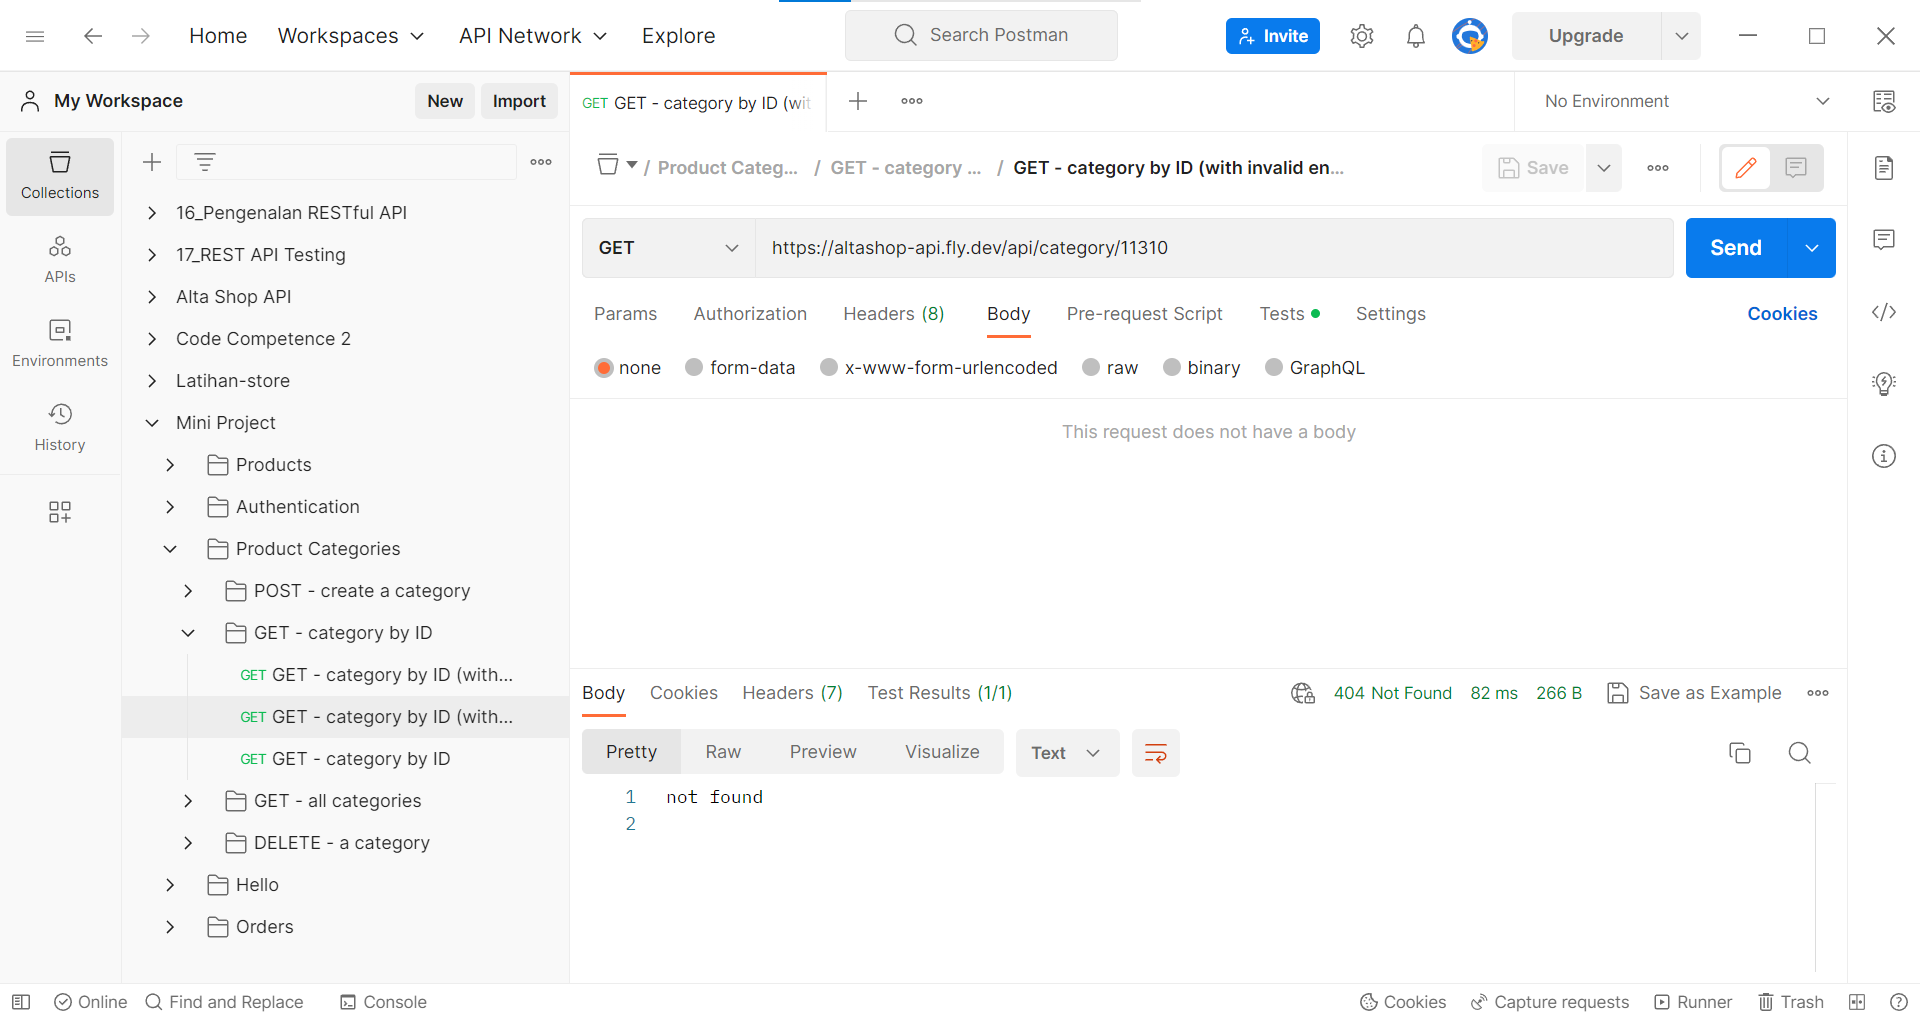 Home
Workspaces
API Network
Explore
Search Postman
Invite
Upgrade
My Workspace
New
Import
GET GET - category by ID (wit
No Environment
Collections
APIs
Environments
History
16_Pengenalan RESTful API
17_REST API Testing
Alta Shop API
Code Competence 2
Latihan-store
Mini Project
Products
Authentication
Product Categories
POST - create a category
GET - category by ID
GET GET - category by ID (with...
GET GET - category by ID (with...
GET GET - category by ID
GET - all categories
DELETE - a category
Hello
Orders
/ Product Categ... / GET - category ... / GET - category by ID (with invalid en...
Save
GET
https://altashop-api.fly.dev/api/category/11310
Send
Params
Authorization
Headers (8)
Body
Pre-request Script
Tests
Settings
Cookies
none
form-data
x-www-form-urlencoded
raw
binary
GraphQL
This request does not have a body
Body
Cookies
Headers (7)
Test Results (1/1)
404 Not Found
82 ms
266 B
Save as Example
Pretty
Raw
Preview
Visualize
Text
1 not found
2
Online
Find and Replace
Console
Cookies
Capture requests
Runner
Trash